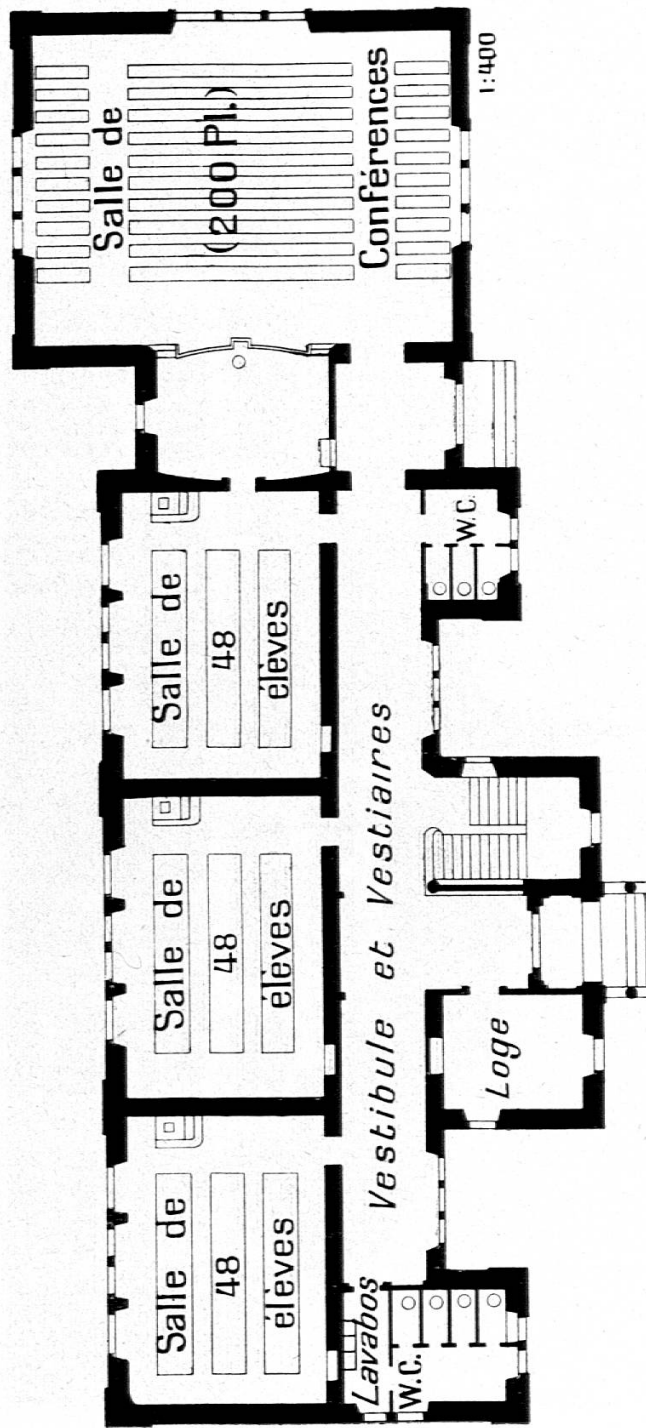 Salle de
48
élèves
Salle de
48
élèves
Salle de
48
élèves
Salle de
(200 Pl.)
Conférences
Lavabos
W.C.
Vestibule et Vestiaires
Loge
W.C.
1:400